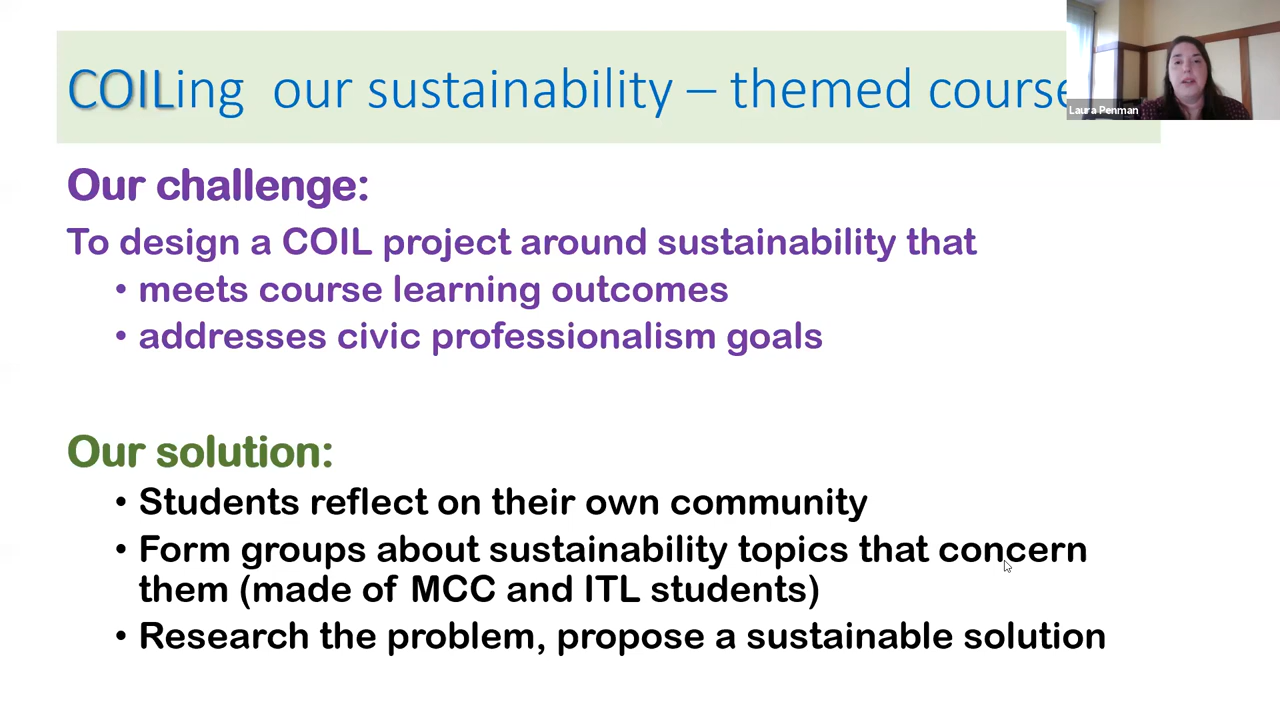 COILing our sustainability – themed course
Laura Penman
Our challenge:
To design a COIL project around sustainability that
• meets course learning outcomes
• addresses civic professionalism goals
Our solution:
• Students reflect on their own community
• Form groups about sustainability topics that concern
them (made of MCC and ITL students)
• Research the problem, propose a sustainable solution